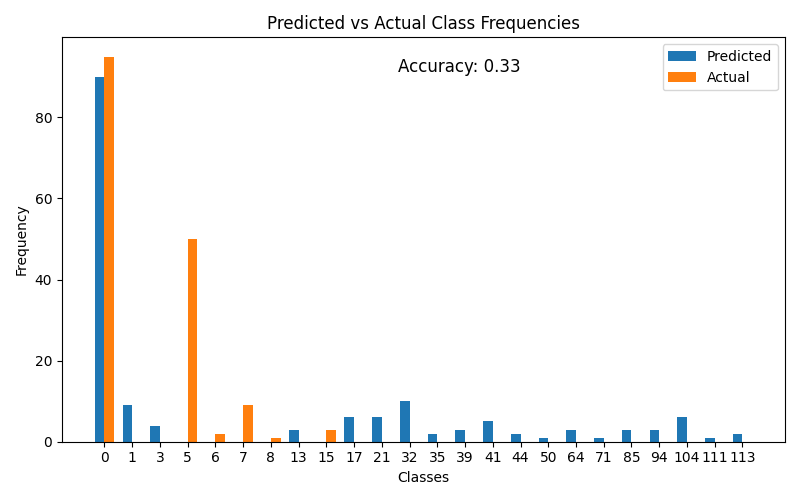 Predicted vs Actual Class Frequencies
Accuracy: 0.33
Predicted
Actual
Frequency
80
60
40
20
0
0 1 3 5 6 7 8 13 15 17 21 32 35 39 41 44 50 64 71 85 94 104 111 113
Classes